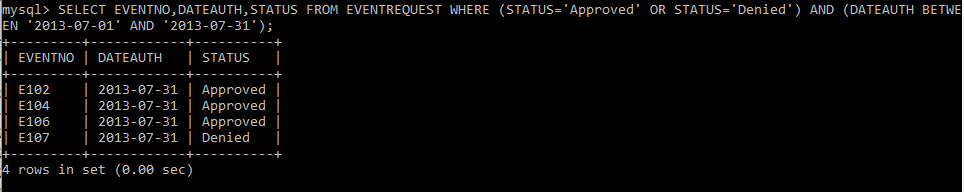 mysql> SELECT EVENTNO,DATEAUTH,STATUS FROM EVENTREQUEST WHERE (STATUS='Approved' OR STATUS='Denied') AND (DATEAUTH BETWE
EN '2013-07-01' AND '2013-07-31');
+---------+------------+----------+
| EVENTNO | DATEAUTH   | STATUS   |
+---------+------------+----------+
| E102    | 2013-07-31 | Approved |
| E104    | 2013-07-31 | Approved |
| E106    | 2013-07-31 | Approved |
| E107    | 2013-07-31 | Denied   |
+---------+------------+----------+
4 rows in set (0.00 sec)